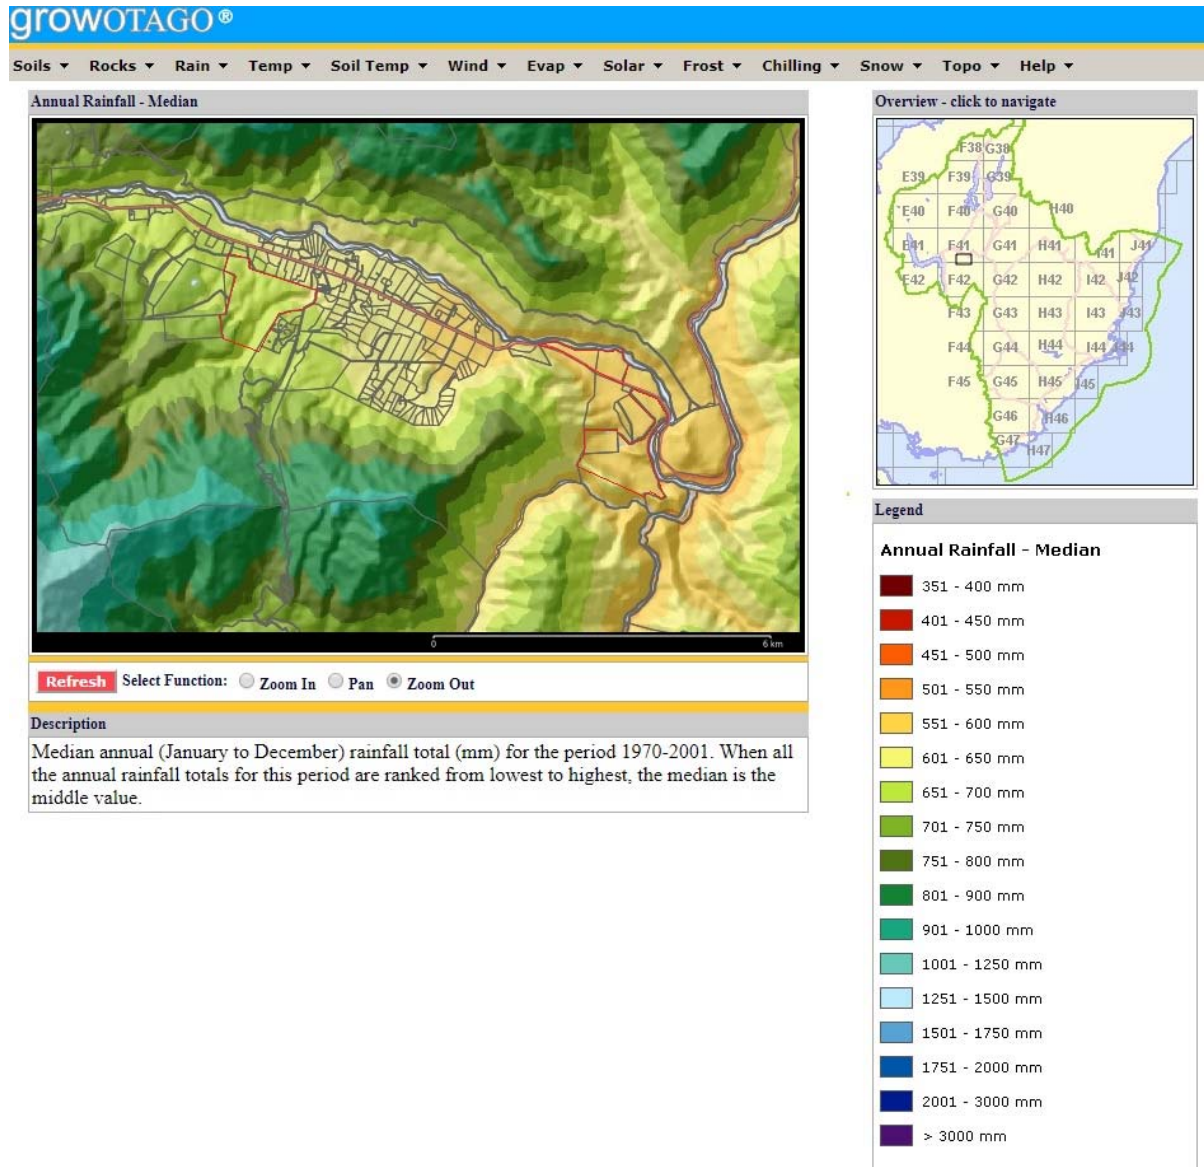 growOTAGO®
Soils Rocks Rain Temp Soil Temp Wind Evap Solar Frost Chilling Snow Topo Help
Annual Rainfall - Median
0 6 km
Refresh Select Function: Zoom In Pan Zoom Out
Description
Median annual (January to December) rainfall total (mm) for the period 1970-2001. When all
the annual rainfall totals for this period are ranked from lowest to highest, the median is the
middle value.
Overview - click to navigate
F38 G38
E39 F39 G39
E40 F40 G40 H40
E41 F41 G41 H41 I41 J41
E42 F42 G42 H42 I42 J42
F43 G43 H43 I43 J43
F44 G44 H44 I44 J44
F45 G45 H45 I45
G46 H46
G47 H47
Legend
Annual Rainfall - Median
351 - 400 mm
401 - 450 mm
451 - 500 mm
501 - 550 mm
551 - 600 mm
601 - 650 mm
651 - 700 mm
701 - 750 mm
751 - 800 mm
801 - 900 mm
901 - 1000 mm
1001 - 1250 mm
1251 - 1500 mm
1501 - 1750 mm
1751 - 2000 mm
2001 - 3000 mm
> 3000 mm